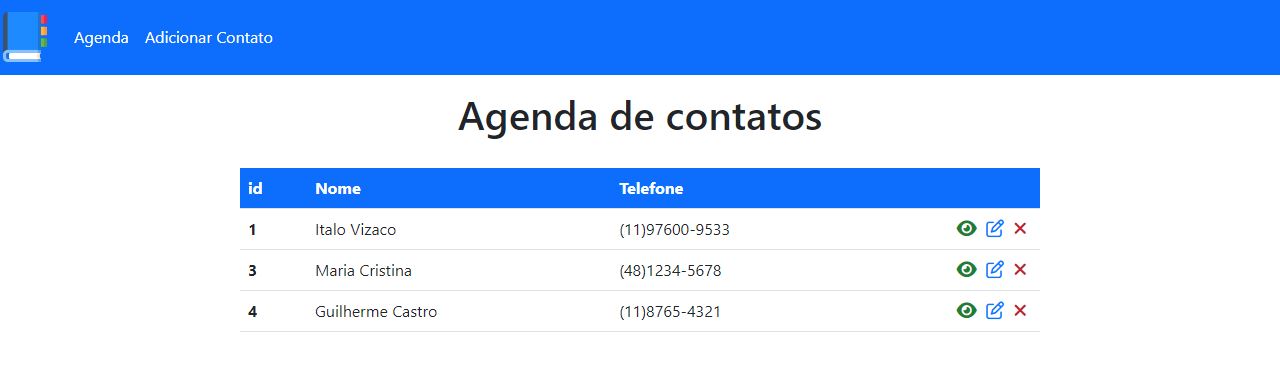 Agenda Adicionar Contato
Agenda de contatos
id Nome Telefone
1 Italo Vizaco (11)97600-9533
3 Maria Cristina (48)1234-5678
4 Guilherme Castro (11)8765-4321